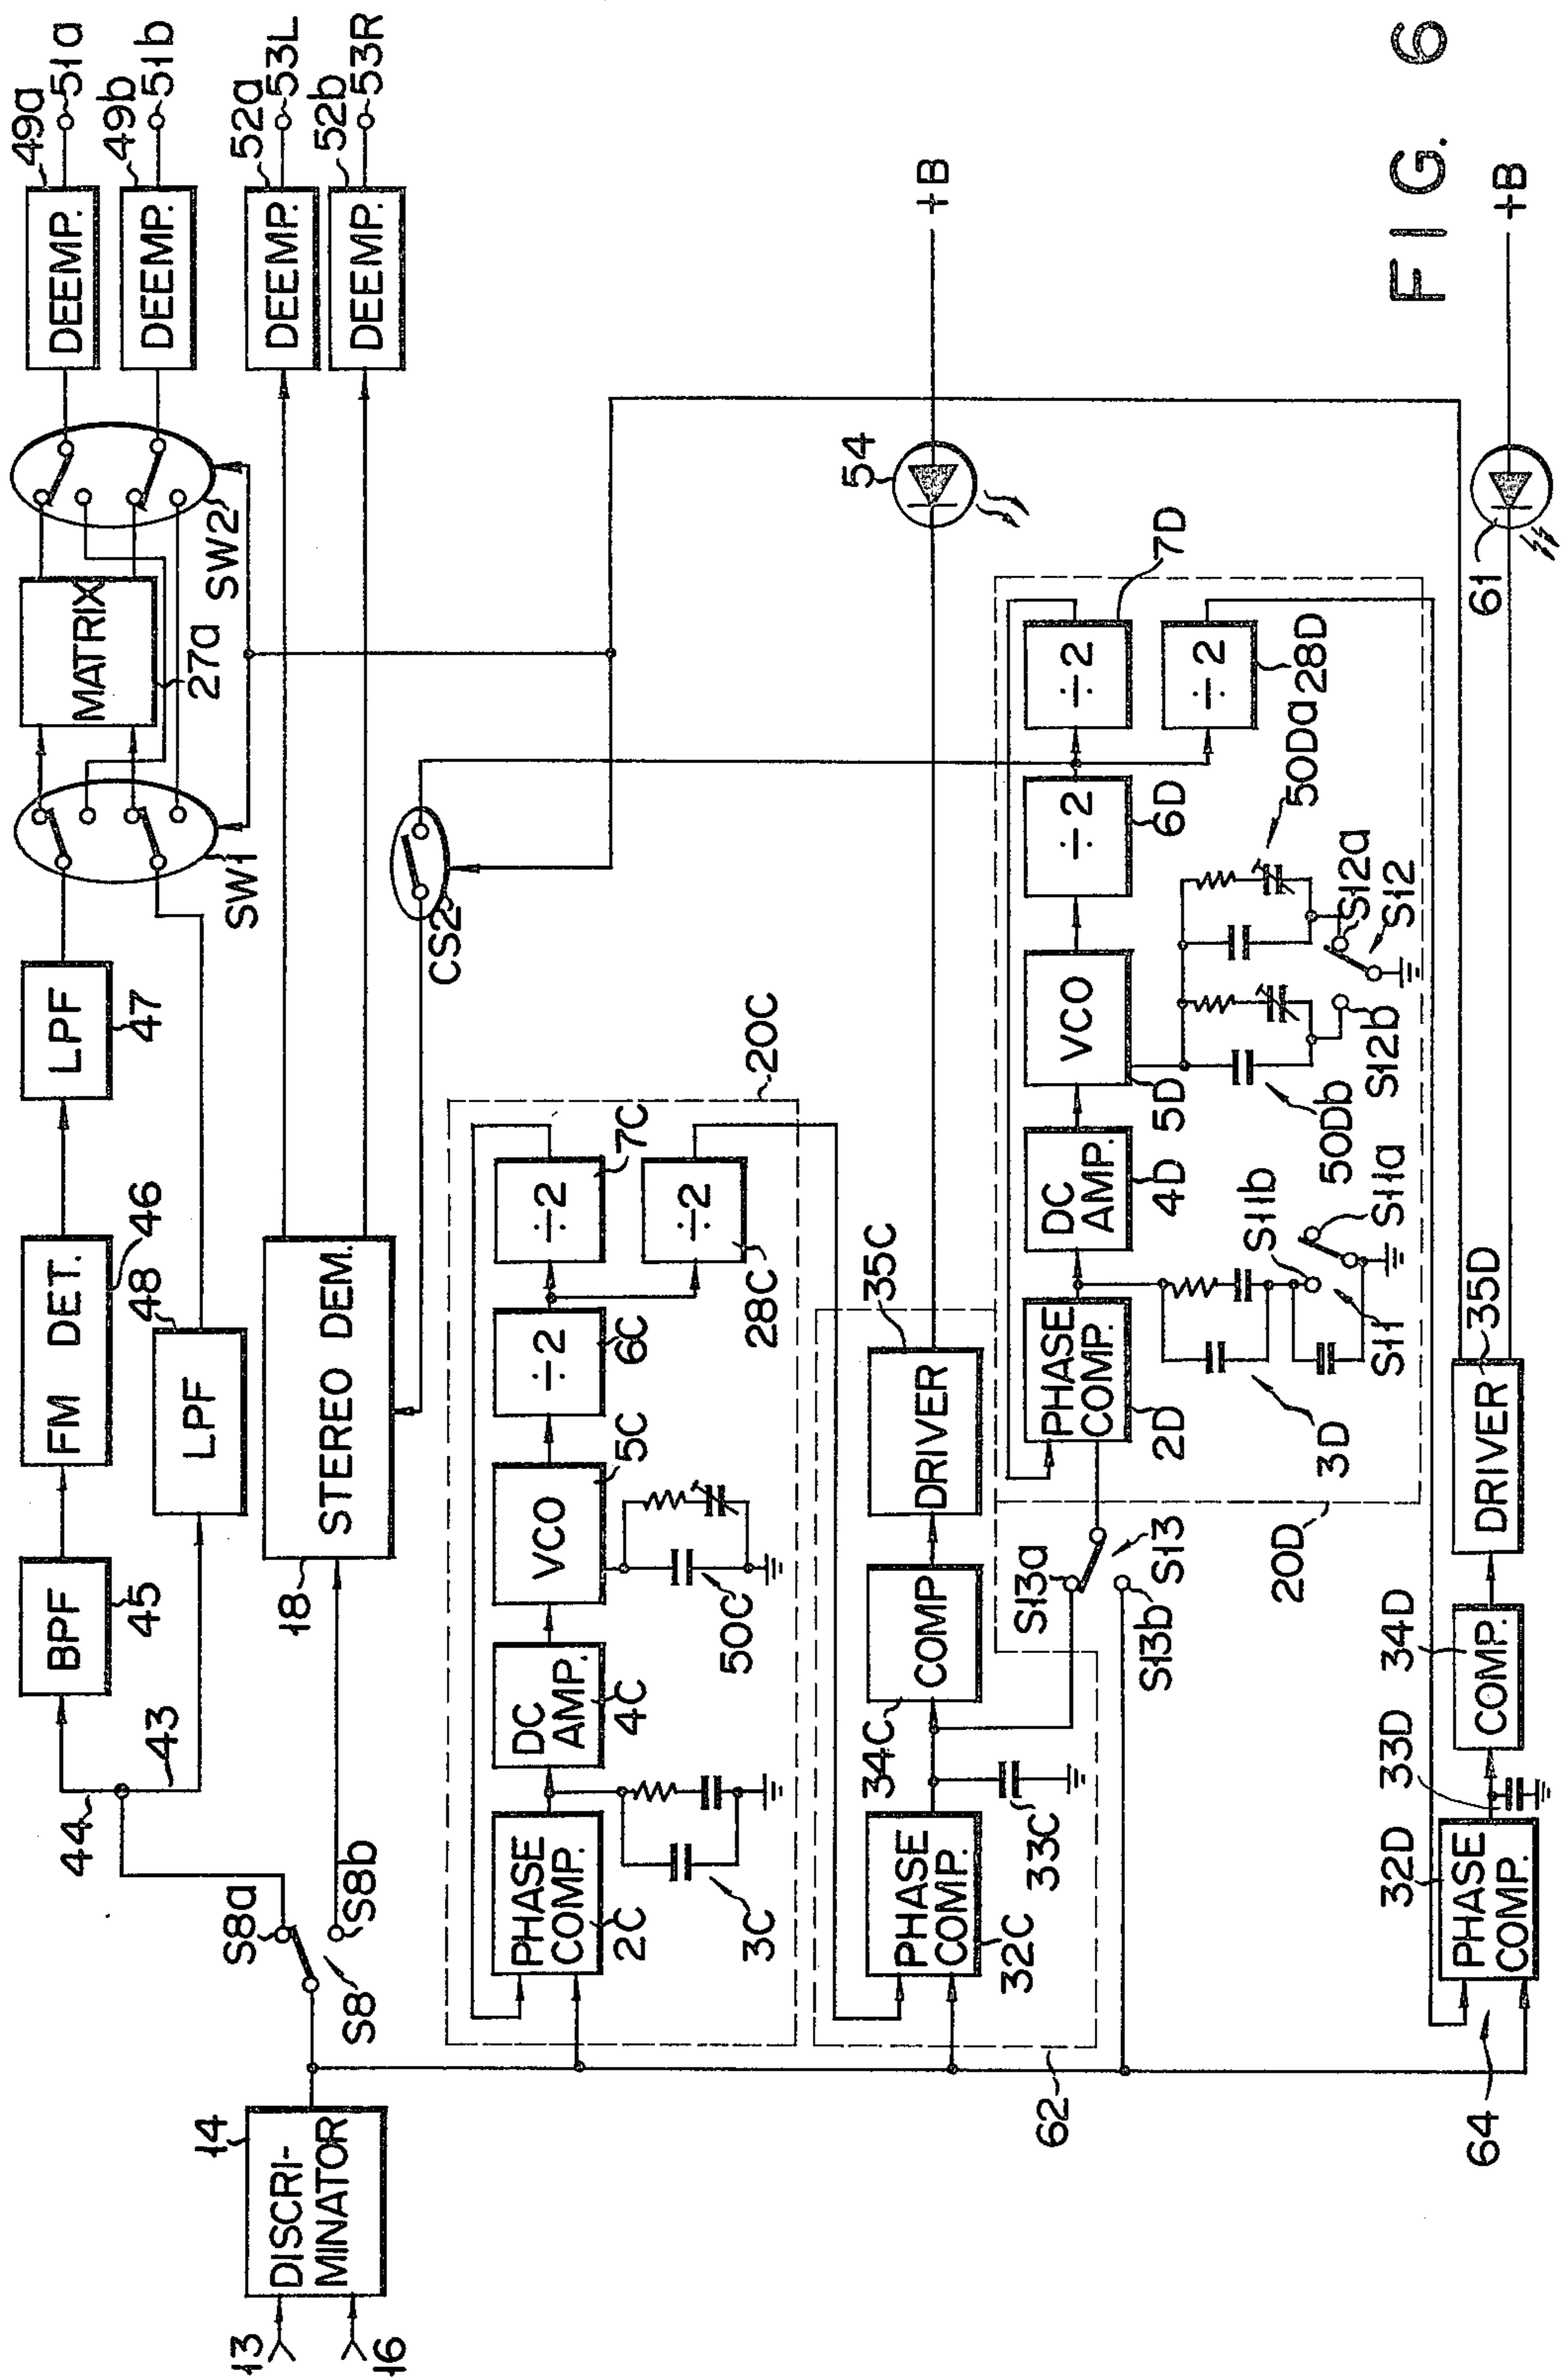 13
16
14
DISCRI-
MINATOR
S8a
S8
S8b
44
43
BPF
45
FM DET.
46
48
LPF
LPF
47
SW1
MATRIX
27a
SW2
DEEMP.
49a
51a
DEEMP.
49b
51b
18
STEREO DEM.
DEEMP.
52a
53L
DEEMP.
52b
53R
CS2
20C
PHASE
COMP.
2C
3C
DC
AMP.
4C
VCO
5C
50C
÷2
6C
÷2
7C
÷2
28C
62
PHASE
COMP.
32C
33C
34C
COMP
DRIVER
35C
54
+B
S13a
S13
S13b
20D
PHASE
COMP.
2D
3D
S11
S11b
S11a
DC
AMP.
4D
VCO
5D
50Db
S12b
S12
S12a
50Da
÷2
6D
÷2
7D
÷2
28D
64
PHASE
COMP.
32D
33D
COMP.
34D
DRIVER
35D
61
+B
FIG. 6